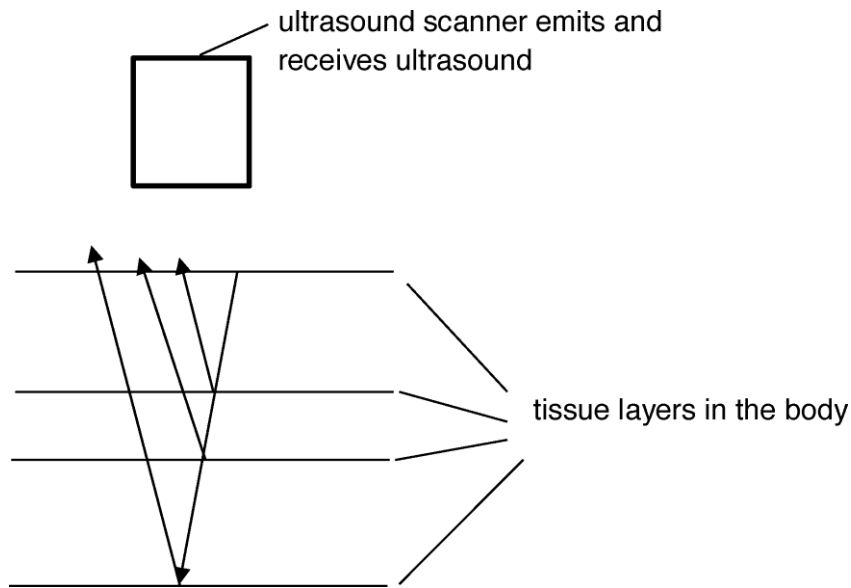 ultrasound scanner emits and
receives ultrasound
tissue layers in the body